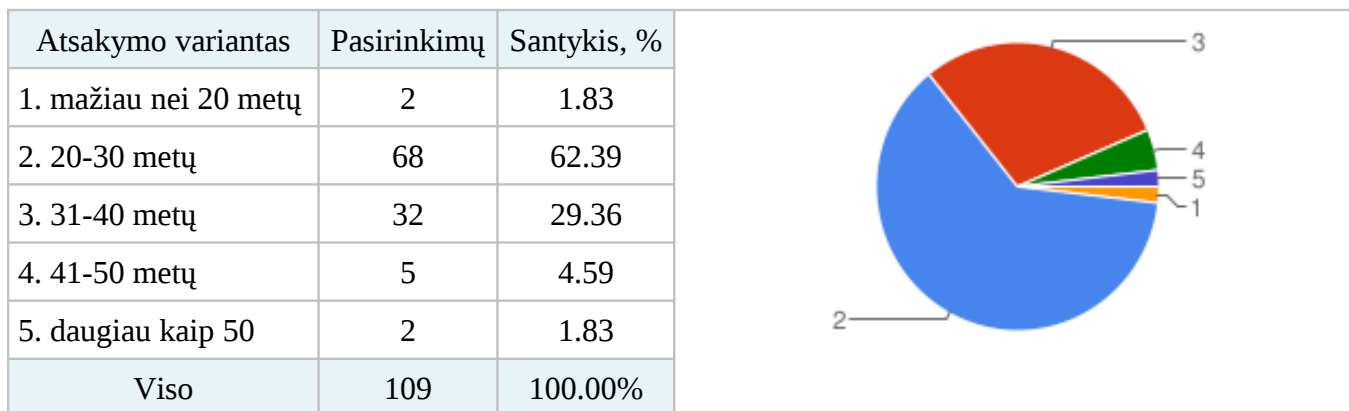 Atsakymo variantas Pasirinkimų Santykis, %
1. mažiau nei 20 metų 2 1.83
2. 20-30 metų 68 62.39
3. 31-40 metų 32 29.36
4. 41-50 metų 5 4.59
5. daugiau kaip 50 2 1.83
Viso 109 100.00%
3
4
5
1
2